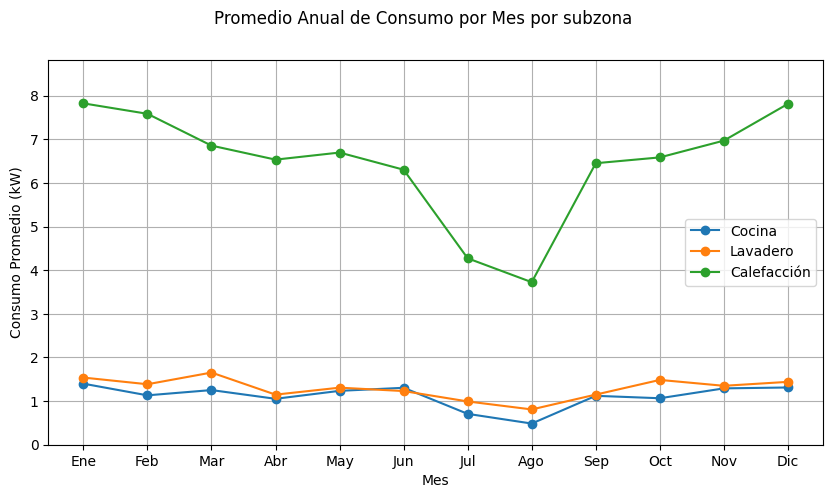 Promedio Anual de Consumo por Mes por subzona
Consumo Promedio (kW)
8
7
6
5
4
3
2
1
0
Cocina
Lavadero
Calefacción
Ene Feb Mar Abr May Jun Jul Ago Sep Oct Nov Dic
Mes